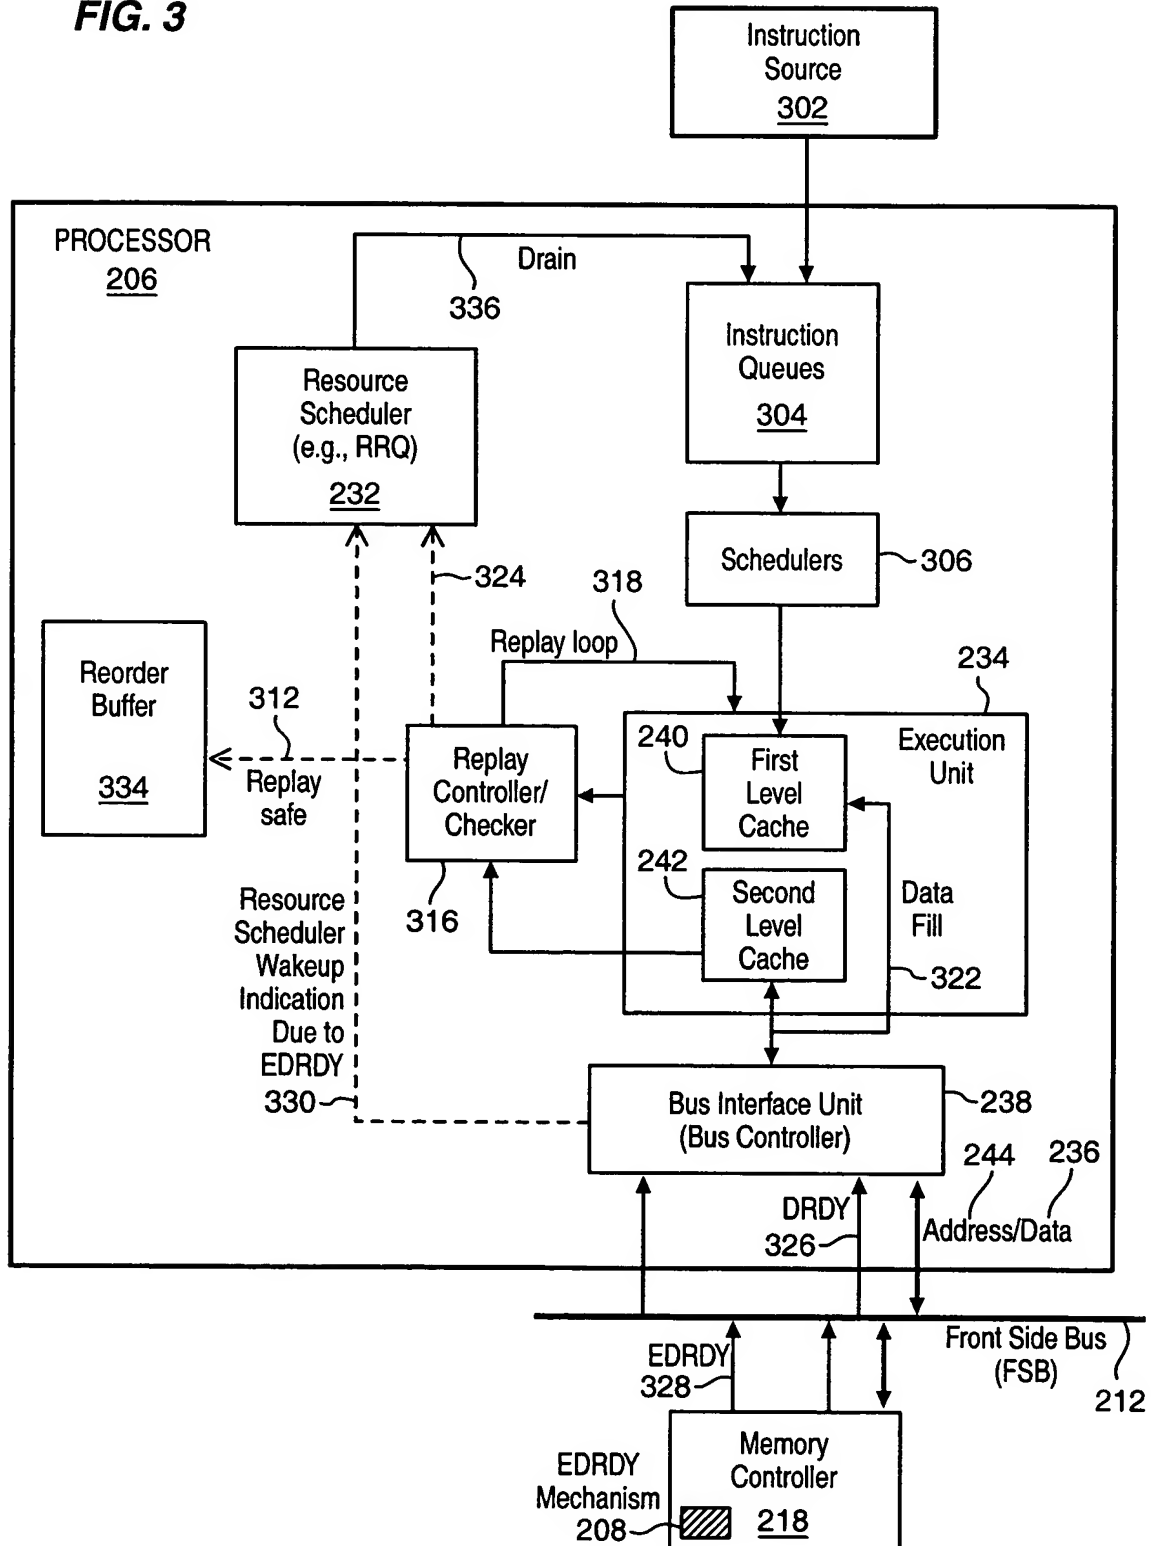 FIG. 3
Instruction
Source
302
PROCESSOR
206
Drain
336
Instruction
Queues
304
Resource
Scheduler
(e.g., RRQ)
232
Schedulers
306
324
318
Replay loop
234
Reorder
Buffer
334
312
Replay
safe
Replay
Controller/
Checker
316
240
First
Level
Cache
Execution
Unit
242
Second
Level
Cache
Data
Fill
322
Resource
Scheduler
Wakeup
Indication
Due to
EDRDY
330
Bus Interface Unit
(Bus Controller)
238
244
236
DRDY
326
Address/Data
Front Side Bus
(FSB)
212
EDRDY
328
Memory
Controller
218
EDRDY
Mechanism
208